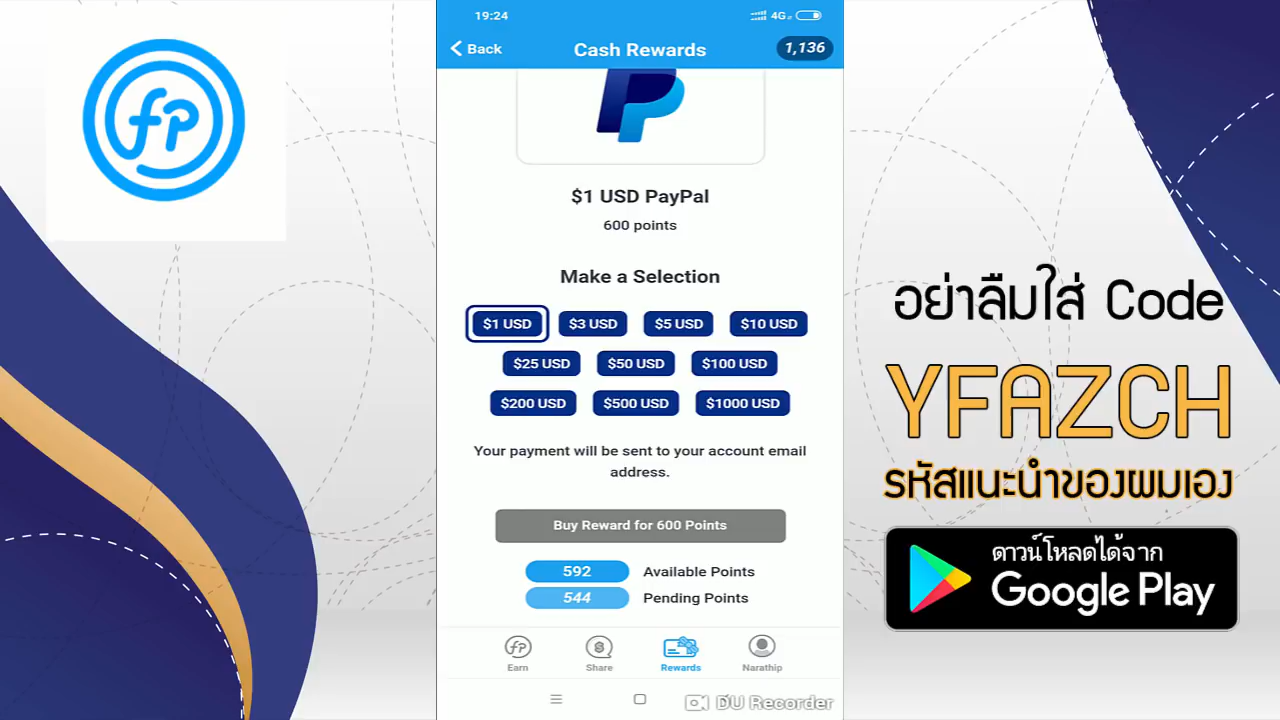 fp
19:24
4G
Back
Cash Rewards
1,136
$1 USD PayPal
600 points
Make a Selection
$1 USD $3 USD $5 USD $10 USD
$25 USD $50 USD $100 USD
$200 USD $500 USD $1000 USD
Your payment will be sent to your account email
address.
Buy Reward for 600 Points
592 Available Points
544 Pending Points
fp
Earn
Share
Rewards
Narathip
DU Recorder
อย่าลืมใส่ Code
YFAZCH
รหัสแนะนำของผมเอง
ดาวน์โหลดได้จาก
Google Play